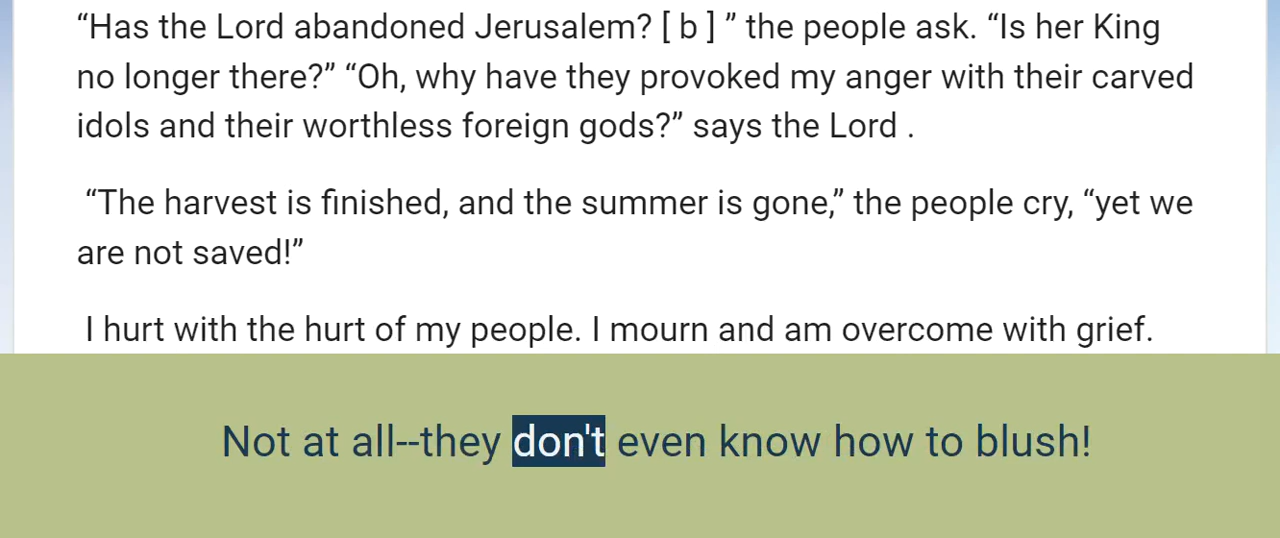 “Has the Lord abandoned Jerusalem? [ b ] ” the people ask. “Is her King
no longer there?” “Oh, why have they provoked my anger with their carved
idols and their worthless foreign gods?” says the Lord .
“The harvest is finished, and the summer is gone,” the people cry, “yet we
are not saved!”
I hurt with the hurt of my people. I mourn and am overcome with grief.
Not at all--they don't even know how to blush!